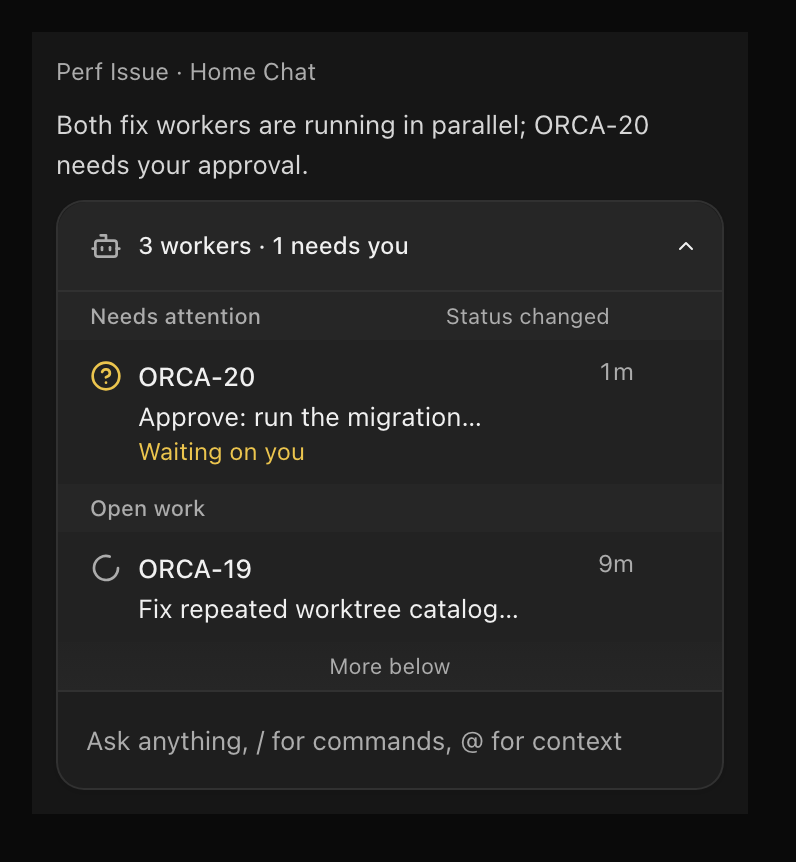 Perf Issue · Home Chat
Both fix workers are running in parallel; ORCA-20
needs your approval.
3 workers · 1 needs you
Needs attention Status changed
ORCA-20 1m
Approve: run the migration...
Waiting on you
Open work
ORCA-19 9m
Fix repeated worktree catalog...
More below
Ask anything, / for commands, @ for context